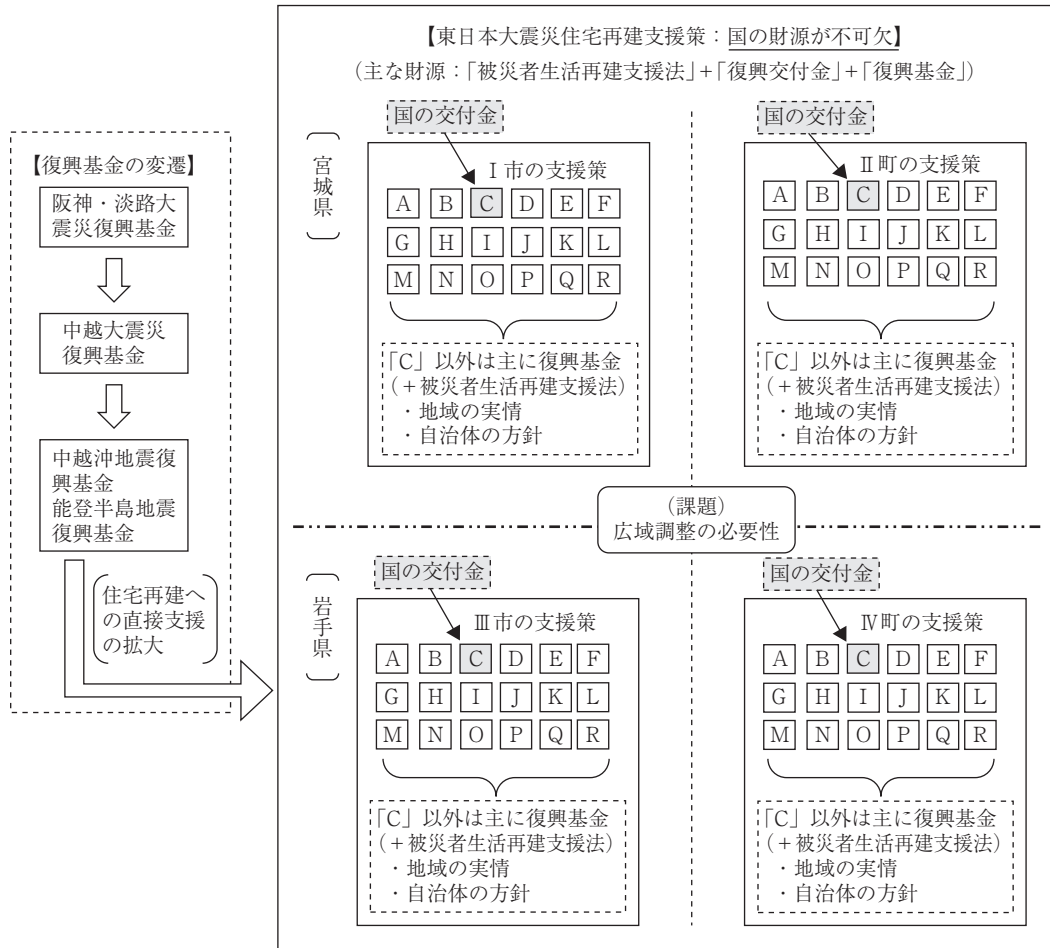 【復興基金の変遷】
阪神・淡路大
震災復興基金
中越大震災
復興基金
中越沖地震復
興基金
能登半島地震
復興基金
住宅再建へ
の直接支援
の拡大
【東日本大震災住宅再建支援策：国の財源が不可欠】
（主な財源：「被災者生活再建支援法」＋「復興交付金」＋「復興基金」）
〔宮城県〕
国の交付金
Ⅰ市の支援策
A B C D E F
G H I J K L
M N O P Q R
「C」以外は主に復興基金
（＋被災者生活再建支援法）
・地域の実情
・自治体の方針
国の交付金
Ⅱ町の支援策
A B C D E F
G H I J K L
M N O P Q R
「C」以外は主に復興基金
（＋被災者生活再建支援法）
・地域の実情
・自治体の方針
（課題）
広域調整の必要性
〔岩手県〕
国の交付金
Ⅲ市の支援策
A B C D E F
G H I J K L
M N O P Q R
「C」以外は主に復興基金
（＋被災者生活再建支援法）
・地域の実情
・自治体の方針
国の交付金
Ⅳ町の支援策
A B C D E F
G H I J K L
M N O P Q R
「C」以外は主に復興基金
（＋被災者生活再建支援法）
・地域の実情
・自治体の方針